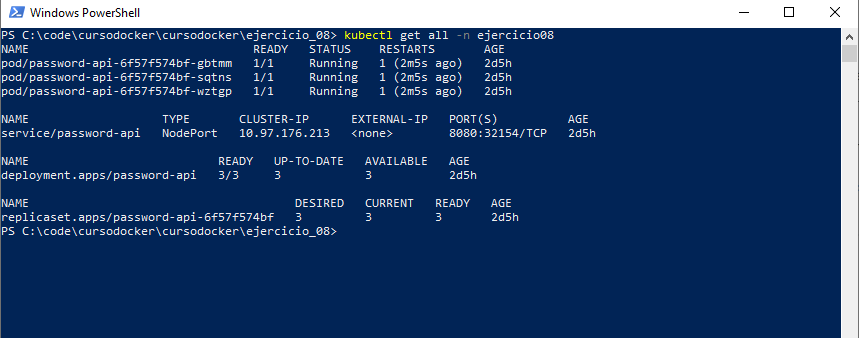 Windows PowerShell
PS C:\code\cursodocker\cursodocker\ejercicio_08> kubectl get all -n ejercicio08
NAME READY STATUS RESTARTS AGE
pod/password-api-6f57f574bf-gbtmm 1/1 Running 1 (2m5s ago) 2d5h
pod/password-api-6f57f574bf-sqtns 1/1 Running 1 (2m5s ago) 2d5h
pod/password-api-6f57f574bf-wztgp 1/1 Running 1 (2m5s ago) 2d5h
NAME TYPE CLUSTER-IP EXTERNAL-IP PORT(S) AGE
service/password-api NodePort 10.97.176.213 <none> 8080:32154/TCP 2d5h
NAME READY UP-TO-DATE AVAILABLE AGE
deployment.apps/password-api 3/3 3 3 2d5h
NAME DESIRED CURRENT READY AGE
replicaset.apps/password-api-6f57f574bf 3 3 3 2d5h
PS C:\code\cursodocker\cursodocker\ejercicio_08>